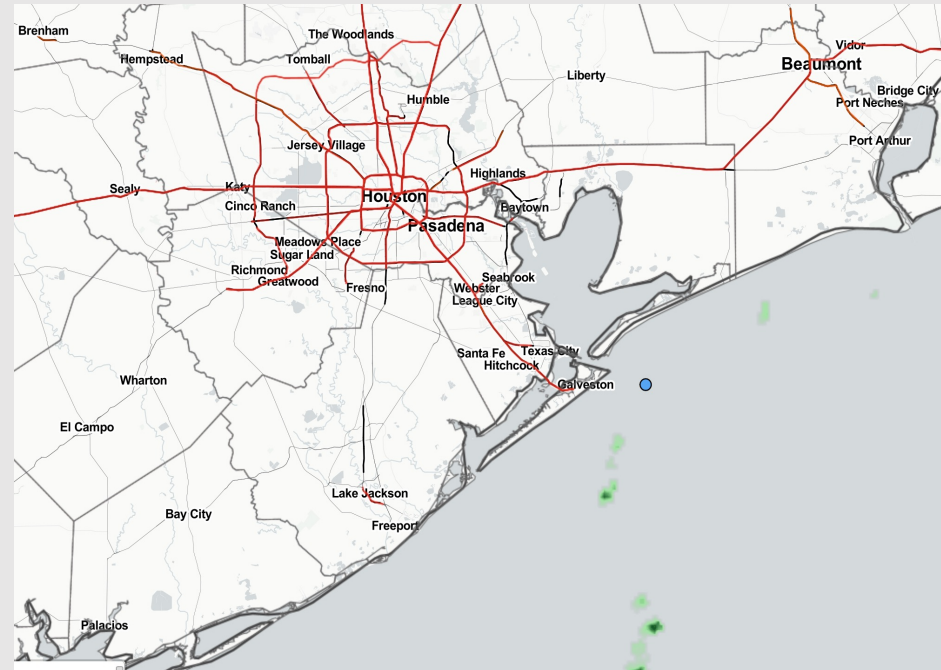 Brenham
The Woodlands
Vidor
Hempstead
Tomball
Beaumont
Liberty
Bridge City
Humble
Port Neches
Jersey Village
Port Arthur
Highlands
Sealy
Katy
Houston
Cinco Ranch
Baytown
Pasadena
Meadows Place
Sugar Land
Richmond
Greatwood
Seabrook
Fresno
Webster
League City
Santa Fe
Texas City
Hitchcock
Wharton
Galveston
El Campo
Lake Jackson
Bay City
Freeport
Palacios